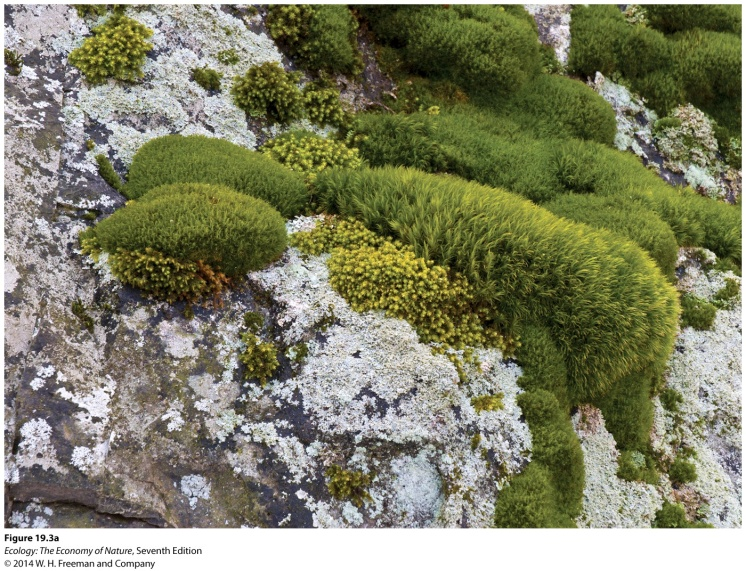 Figure 19.3a
Ecology: The Economy of Nature, Seventh Edition
© 2014 W. H. Freeman and Company